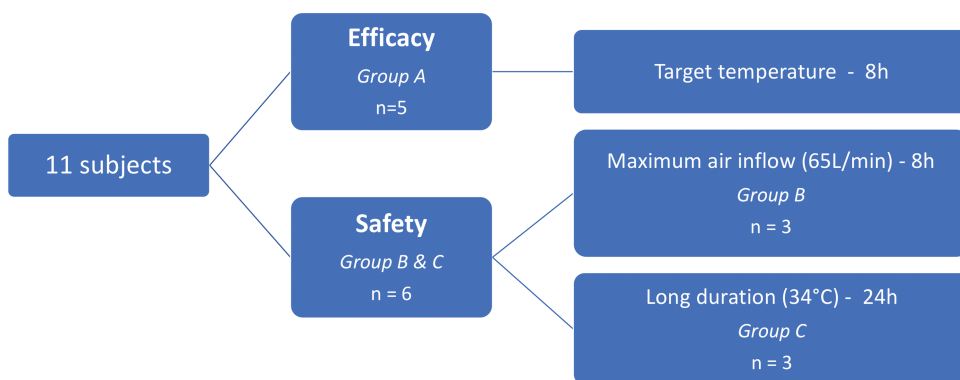 11 subjects
Efficacy
Group A
n=5
Target temperature - 8h
Safety
Group B & C
n = 6
Maximum air inflow (65L/min) - 8h
Group B
n = 3
Long duration (34°C) - 24h
Group C
n = 3